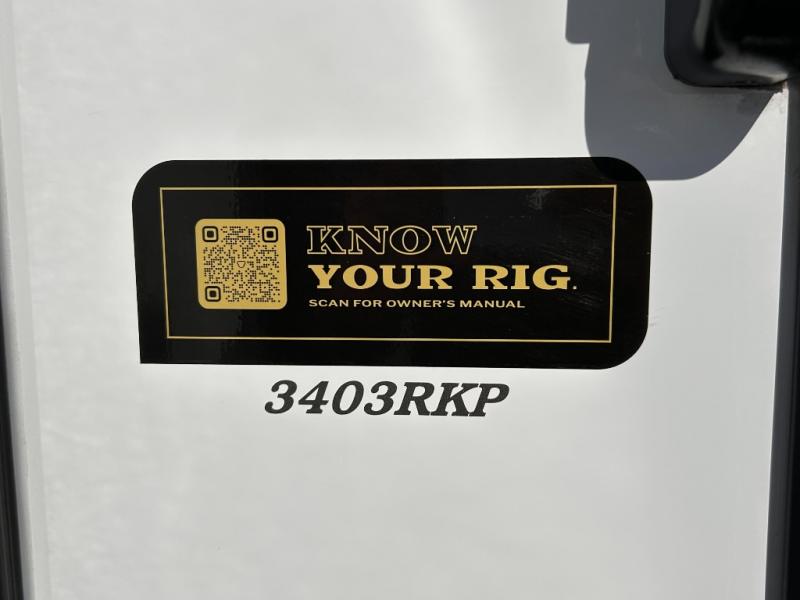 KNOW
YOUR RIG.
SCAN FOR OWNER'S MANUAL
3403RKP